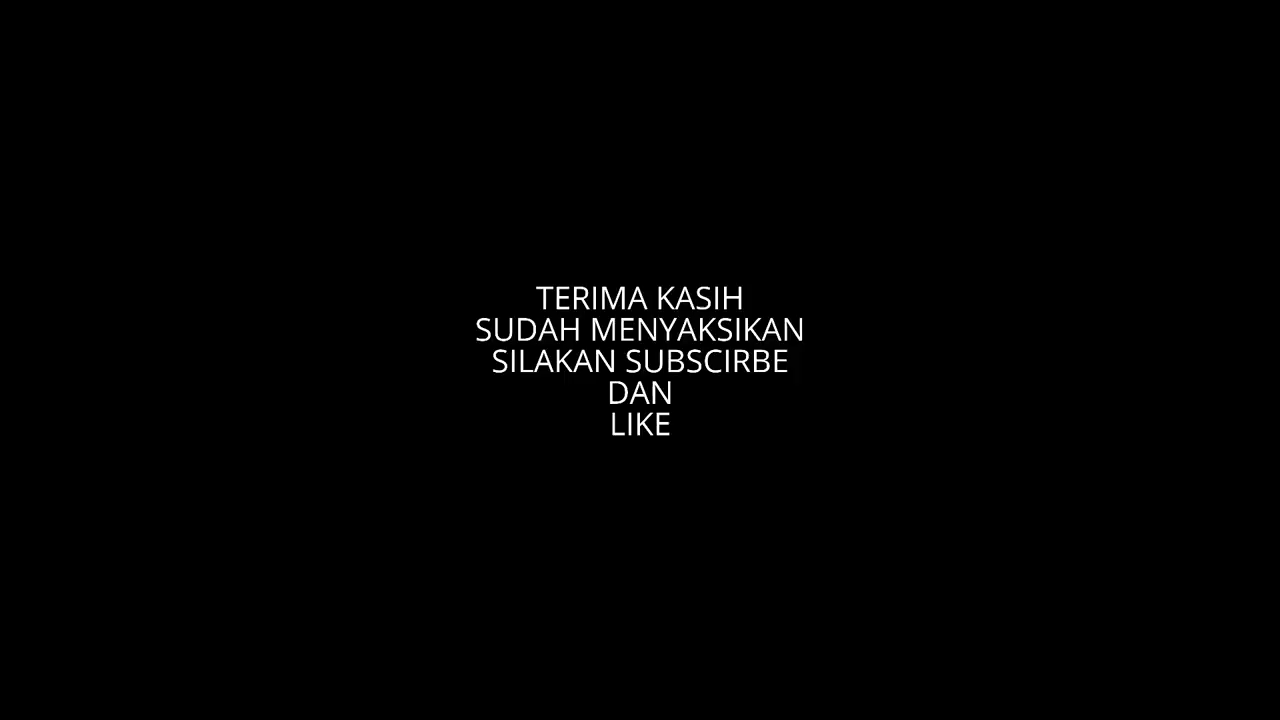 TERIMA KASIH
SUDAH MENYAKSIKAN
SILAKAN SUBSCIRBE
DAN
LIKE